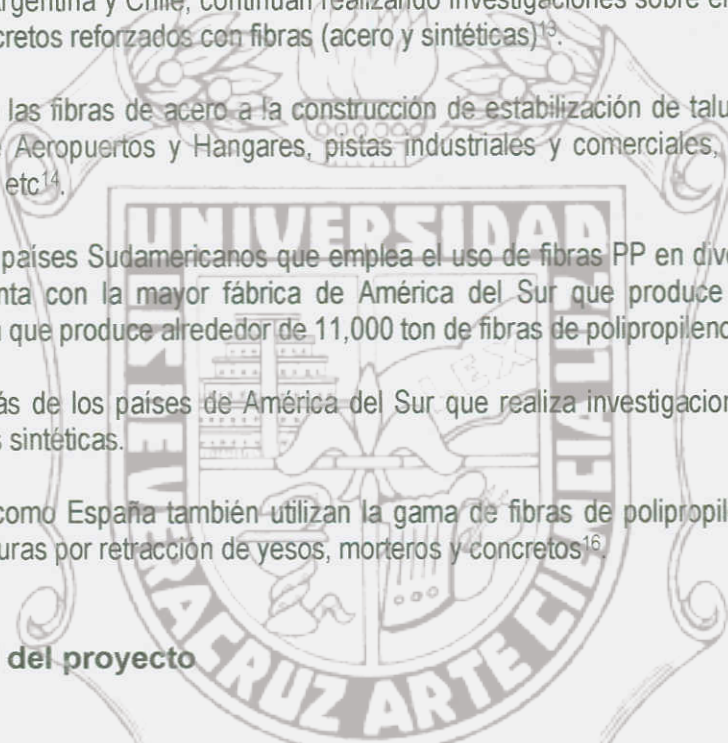 Argentina y Chile, continúan realizando investigaciones sobre el
cretos reforzados con fibras (acero y sintéticas)¹³.
las fibras de acero a la construcción de estabilización de talu
Aeropuertos y Hangares, pistas industriales y comerciales,
etc¹⁴.
países Sudamericanos que emplea el uso de fibras PP en dive
nta con la mayor fábrica de América del Sur que produce
que produce alrededor de 11,000 ton de fibras de polipropileno
ás de los países de América del Sur que realiza investigacion
s sintéticas.
como España también utilizan la gama de fibras de polipropil
uras por retracción de yesos, morteros y concretos¹⁶.
del proyecto
UNIVERSIDAD
VERACRUZ ARTE CIENCIA
LEX